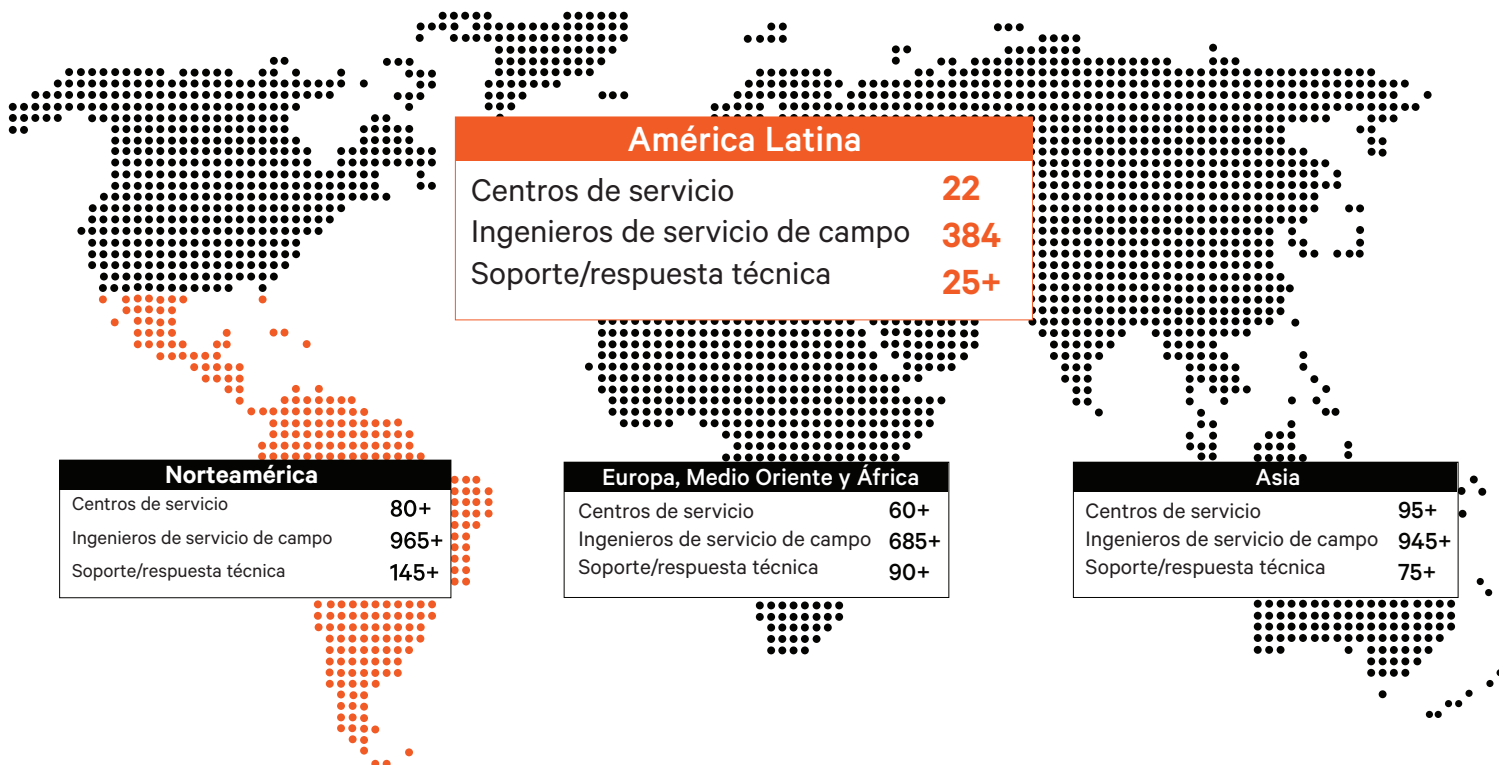 América Latina
Centros de servicio 22
Ingenieros de servicio de campo 384
Soporte/respuesta técnica 25+
Norteamérica
Centros de servicio 80+
Ingenieros de servicio de campo 965+
Soporte/respuesta técnica 145+
Europa, Medio Oriente y África
Centros de servicio 60+
Ingenieros de servicio de campo 685+
Soporte/respuesta técnica 90+
Asia
Centros de servicio 95+
Ingenieros de servicio de campo 945+
Soporte/respuesta técnica 75+